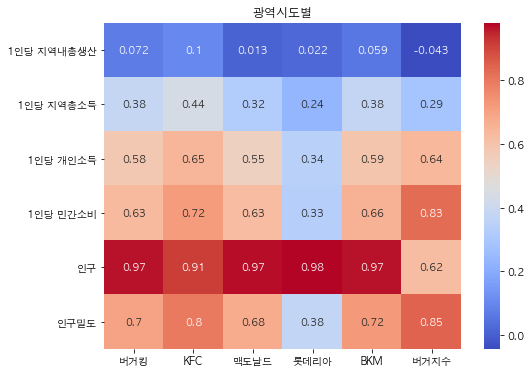 광역시도별
1인당 지역내총생산 0.072 0.1 0.013 0.022 0.059 -0.043
1인당 지역총소득 0.38 0.44 0.32 0.24 0.38 0.29
1인당 개인소득 0.58 0.65 0.55 0.34 0.59 0.64
1인당 민간소비 0.63 0.72 0.63 0.33 0.66 0.83
인구 0.97 0.91 0.97 0.98 0.97 0.62
인구밀도 0.7 0.8 0.68 0.38 0.72 0.85
버거킹 KFC 맥도날드 롯데리아 BKM 버거지수
0.8
0.6
0.4
0.2
0.0